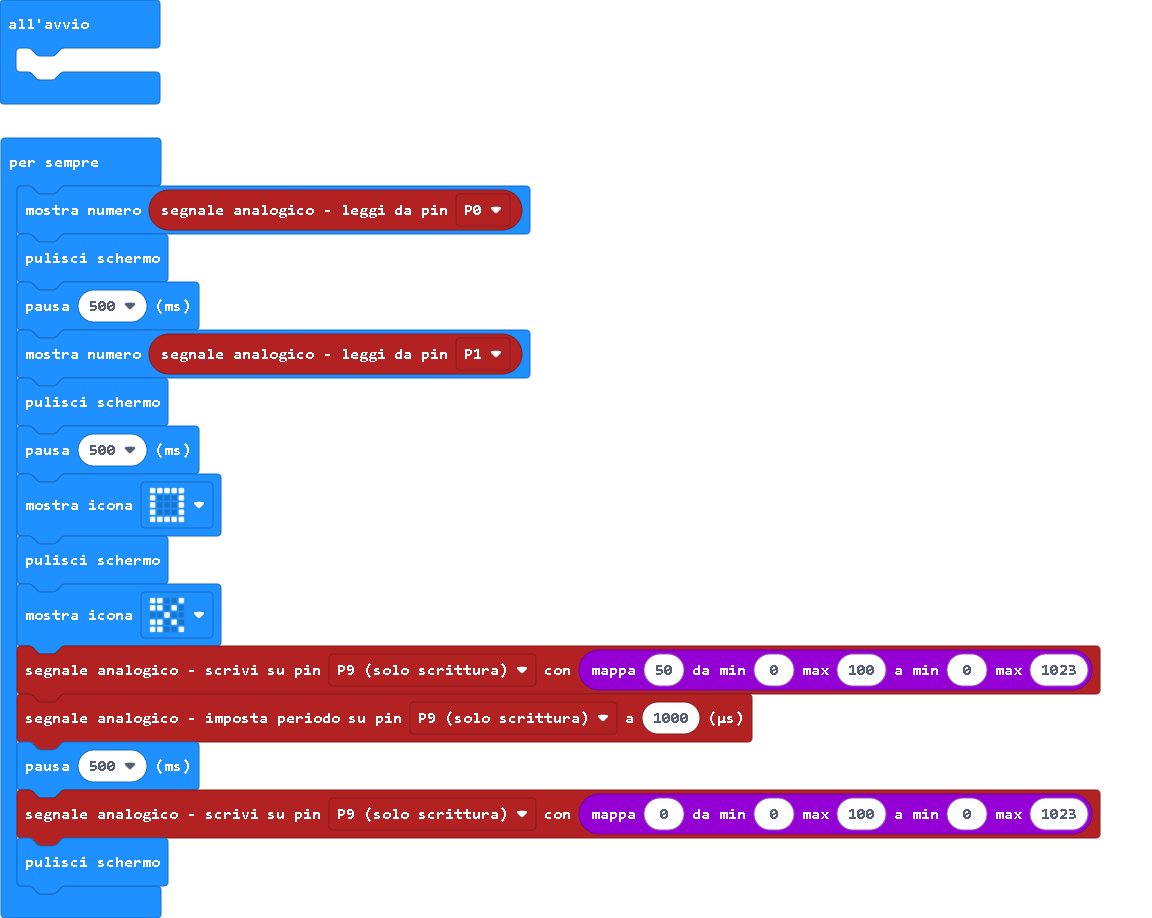 all'avvio
per sempre
mostra numero segnale analogico - leggi da pin P0
pulisci schermo
pausa 500 (ms)
mostra numero segnale analogico - leggi da pin P1
pulisci schermo
pausa 500 (ms)
mostra icona
pulisci schermo
mostra icona
segnale analogico - scrivi su pin P9 (solo scrittura) con mappa 50 da min 0 max 100 a min 0 max 1023
segnale analogico - imposta periodo su pin P9 (solo scrittura) a 1000 (µs)
pausa 500 (ms)
segnale analogico - scrivi su pin P9 (solo scrittura) con mappa 0 da min 0 max 100 a min 0 max 1023
pulisci schermo